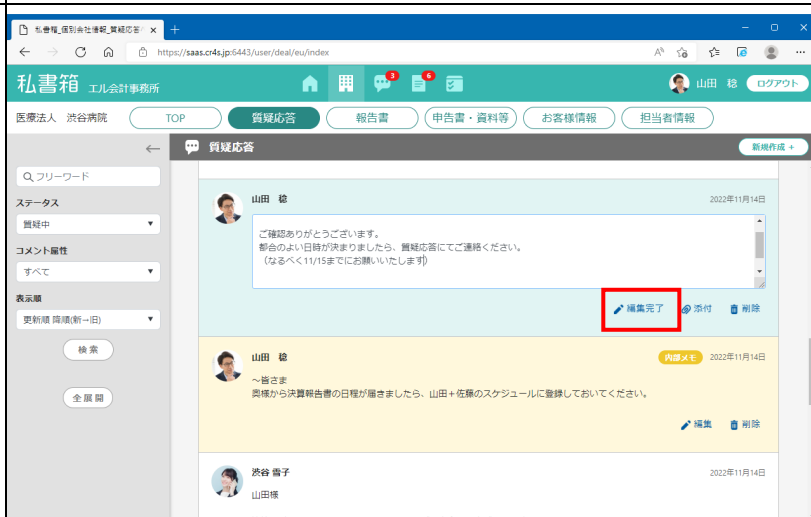 私書箱_個別会社情報_質疑応答
https://saas.cr4s.jp:6443/user/deal/eu/index
私書箱 エル会計事務所
3
6
山田 稔
ログアウト
医療法人 渋谷病院
TOP
質疑応答
報告書
申告書・資料等
お客様情報
担当者情報
質疑応答
新規作成 +
フリーワード
ステータス
質疑中
コメント属性
すべて
表示順
更新順 降順(新→旧)
検索
全展開
山田 稔
2022年11月14日
ご確認ありがとうございます。
都合のよい日時が決まりましたら、質疑応答にてご連絡ください。
（なるべく11/15までにお願いいたします）
編集完了
添付
削除
山田 稔
内部メモ
2022年11月14日
～皆さま
奥様から決算報告書の日程が届きましたら、山田＋佐藤のスケジュールに登録しておいてください。
編集
削除
渋谷 雪子
2022年11月14日
山田様